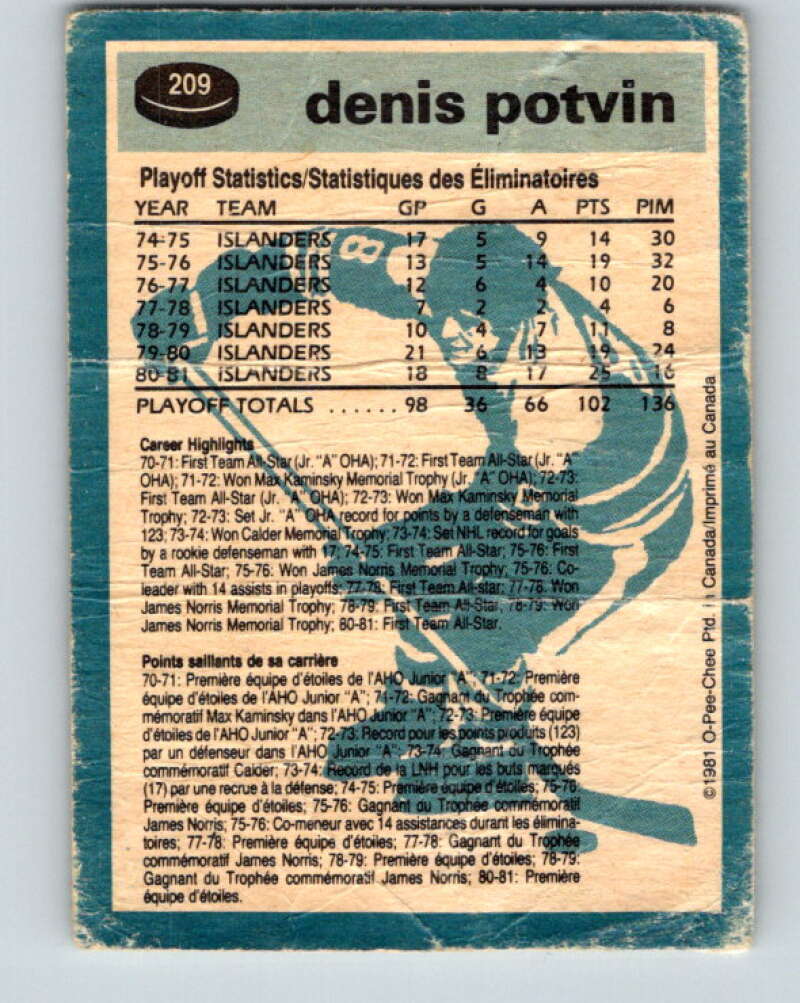 209
denis potvin
Playoff Statistics/Statistiques des Éliminatoires
YEAR TEAM GP G A PTS PIM
74-75 ISLANDERS 17 5 9 14 30
75-76 ISLANDERS 13 5 14 19 32
76-77 ISLANDERS 12 6 4 10 20
77-78 ISLANDERS 7 2 2 4 6
78-79 ISLANDERS 10 4 7 11 8
79-80 ISLANDERS 21 6 13 19 24
80-81 ISLANDERS 18 8 17 25 16
PLAYOFF TOTALS ...... 98 36 66 102 136
Career Highlights
70-71: First Team All-Star (Jr. "A" OHA); 71-72: First Team All-Star (Jr. "A"
OHA); 71-72: Won Max Kaminsky Memorial Trophy (Jr. "A" OHA); 72-73:
First Team All-Star (Jr. "A" OHA); 72-73: Won Max Kaminsky Memorial
Trophy; 72-73: Set Jr. "A" OHA record for points by a defenseman with
123; 73-74: Won Calder Memorial Trophy; 73-74: Set NHL record for goals
by a rookie defenseman with 17; 74-75: First Team All-Star; 75-76: First
Team All-Star; 75-76: Won James Norris Memorial Trophy; 75-76: Co-
leader with 14 assists in playoffs; 77-78: First Team All-star; 77-78: Won
James Norris Memorial Trophy; 78-79: First Team All-Star; 78-79: Won
James Norris Memorial Trophy; 80-81: First Team All-Star.
Points saillants de sa carrière
70-71: Première équipe d'étoiles de l'AHO Junior "A"; 71-72: Première
équipe d'étoiles de l'AHO Junior "A"; 71-72: Gagnant du Trophée com-
mémoratif Max Kaminsky dans l'AHO Junior "A"; 72-73: Première équipe
d'étoiles de l'AHO Junior "A"; 72-73: Record pour les points produits (123)
par un défenseur dans l'AHO Junior "A"; 73-74: Gagnant du Trophée
commémoratif Calder; 73-74: Record de la LNH pour les buts marqués
(17) par une recrue à la défense; 74-75: Première équipe d'étoiles; 75-76:
Première équipe d'étoiles; 75-76: Gagnant du Trophée commémoratif
James Norris; 75-76: Co-meneur avec 14 assistances durant les élimina-
toires; 77-78: Première équipe d'étoiles; 77-78: Gagnant du Trophée
commémoratif James Norris; 78-79: Première équipe d'étoiles; 78-79:
Gagnant du Trophée commémoratif James Norris; 80-81: Première
équipe d'étoiles.
©1981 O-Pee-Chee Ptd. in Canada/Imprimé au Canada
8